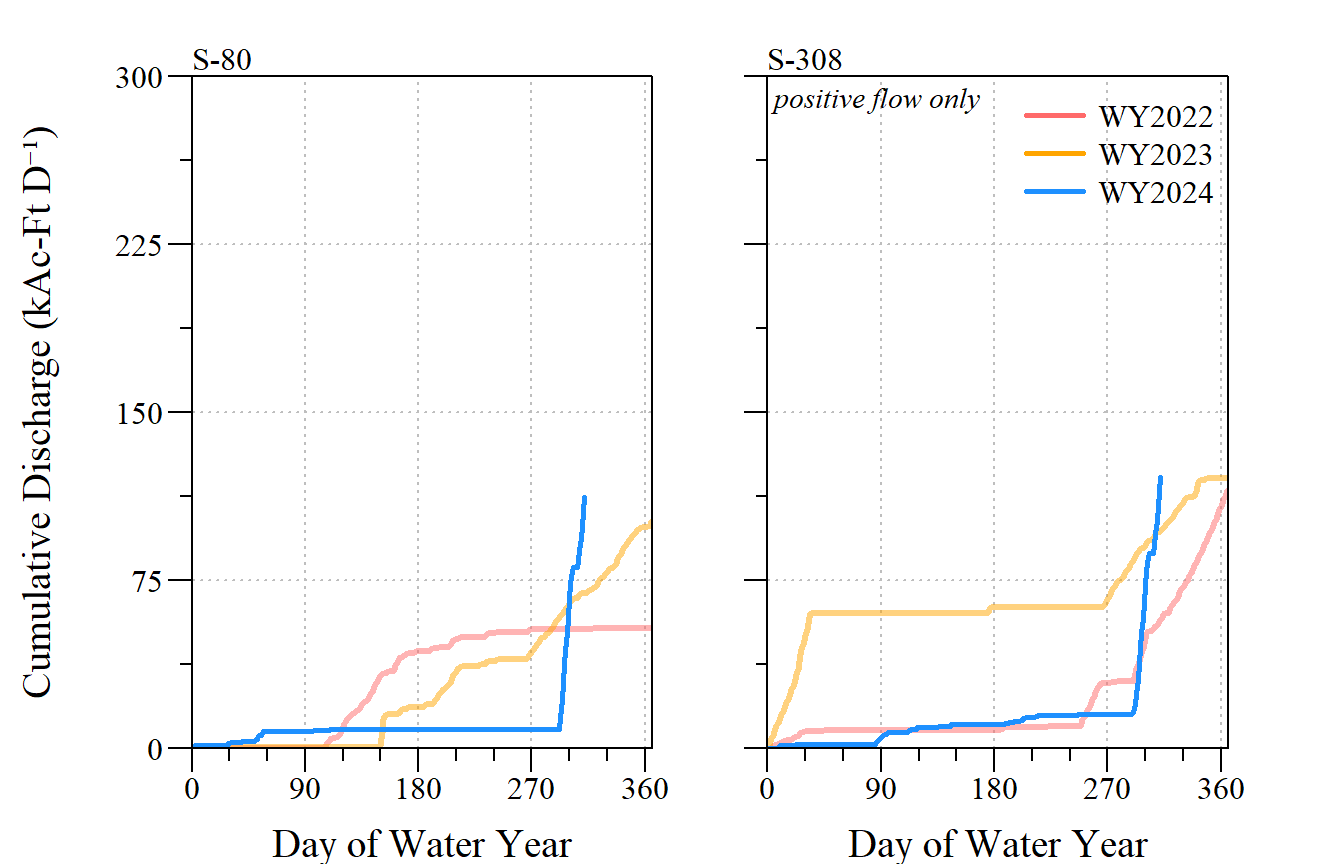 S-80
S-308
positive flow only
WY2022
WY2023
WY2024
Cumulative Discharge (kAc-Ft D⁻¹)
300
225
150
75
0
0 90 180 270 360
0 90 180 270 360
Day of Water Year
Day of Water Year